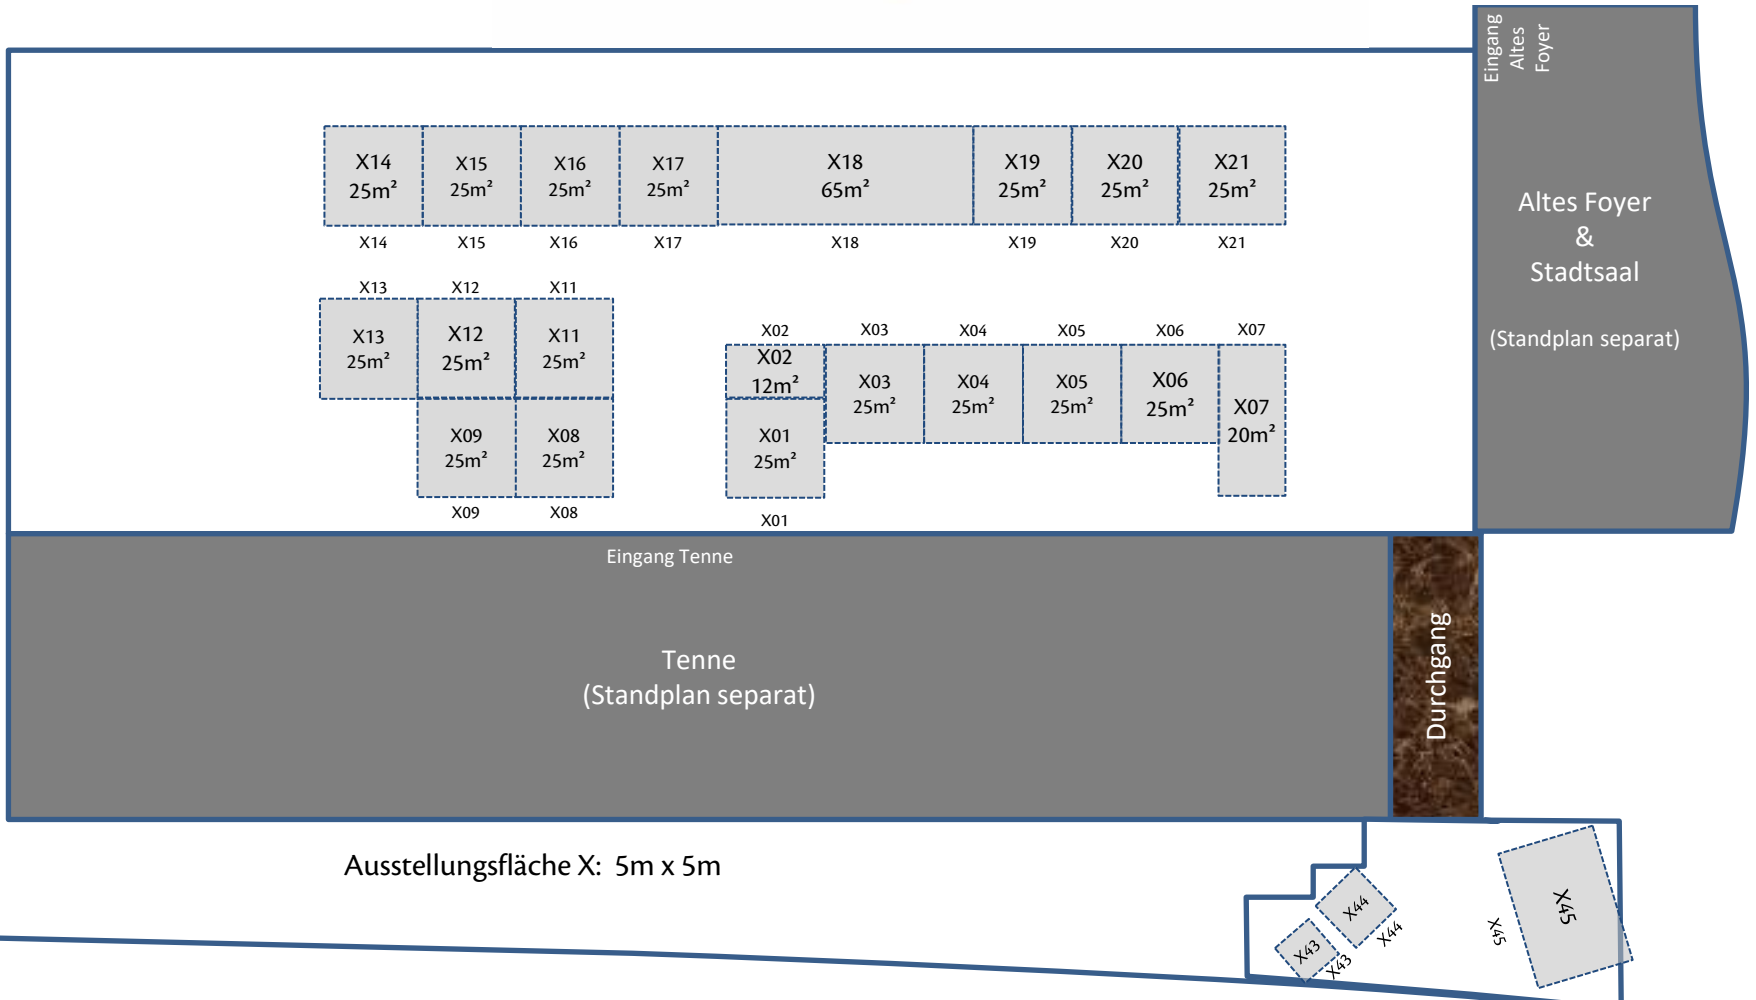 Eingang
Altes
Foyer
X14
25m²
X15
25m²
X16
25m²
X17
25m²
X18
65m²
X19
25m²
X20
25m²
X21
25m²
X14
X15
X16
X17
X18
X19
X20
X21
Altes Foyer
&
Stadtsaal
(Standplan separat)
X13
X12
X11
X13
25m²
X12
25m²
X11
25m²
X02
X03
X04
X05
X06
X07
X02
12m²
X03
25m²
X04
25m²
X05
25m²
X06
25m²
X07
20m²
X09
25m²
X08
25m²
X01
25m²
X09
X08
X01
Eingang Tenne
Tenne
(Standplan separat)
Durchgang
Ausstellungsfläche X: 5m x 5m
X44
X44
X43
X43
X45
X45